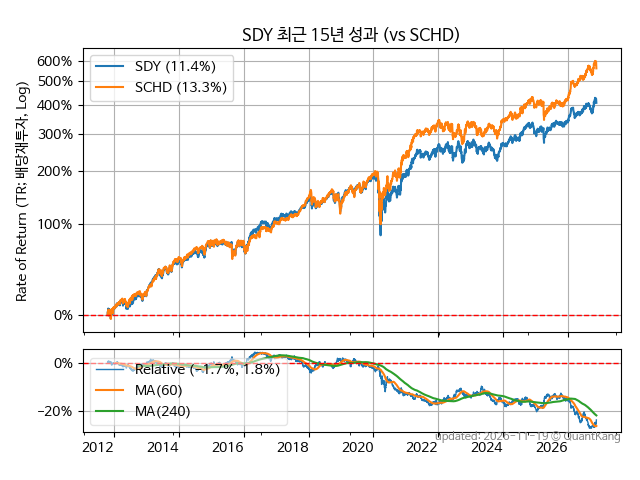 SDY 최근 15년 성과 (vs SCHD)
600%
500%
400%
300%
200%
100%
0%
Rate of Return (TR; 배당재투자, Log)
SDY (11.4%)
SCHD (13.3%)
0%
−20%
Relative (−1.7%, 1.8%)
MA(60)
MA(240)
updated: 2026-11-19 © QuantKang
2012 2014 2016 2018 2020 2022 2024 2026